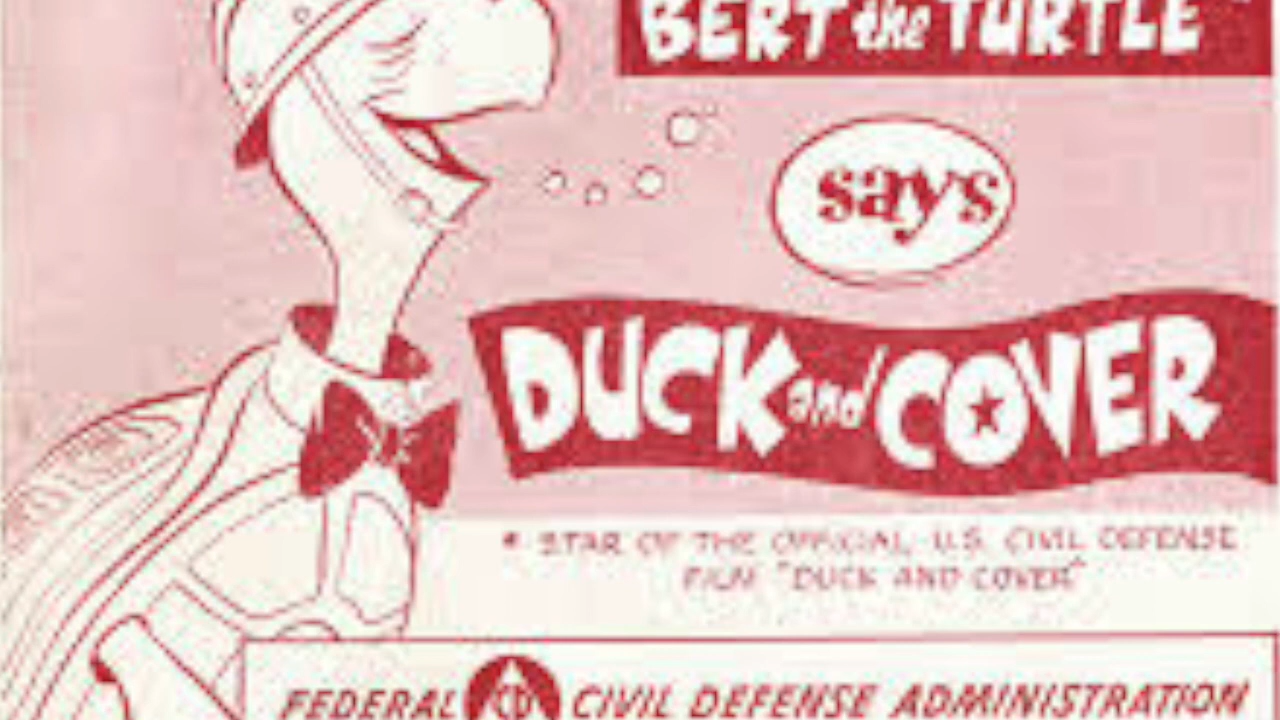 BERT the TURTLE
says
DUCK and COVER
* STAR OF THE OFFICIAL U.S. CIVIL DEFENSE
FILM "DUCK AND COVER"
FEDERAL CD CIVIL DEFENSE ADMINISTRATION